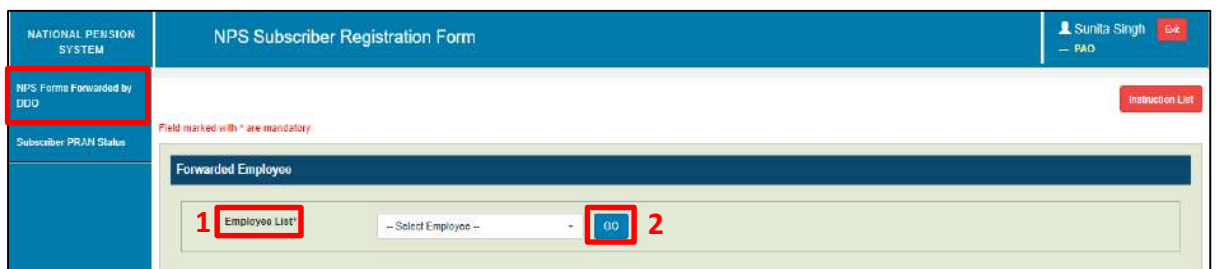 NATIONAL PENSION
SYSTEM
NPS Subscriber Registration Form
Sunita Singh
Exit
— PAO
NPS Forms Forwarded by
DDO
Instruction List
Field marked with * are mandatory
Subscriber PRAN Status
Forwarded Employee
1 Employee List* -- Select Employee -- GO 2